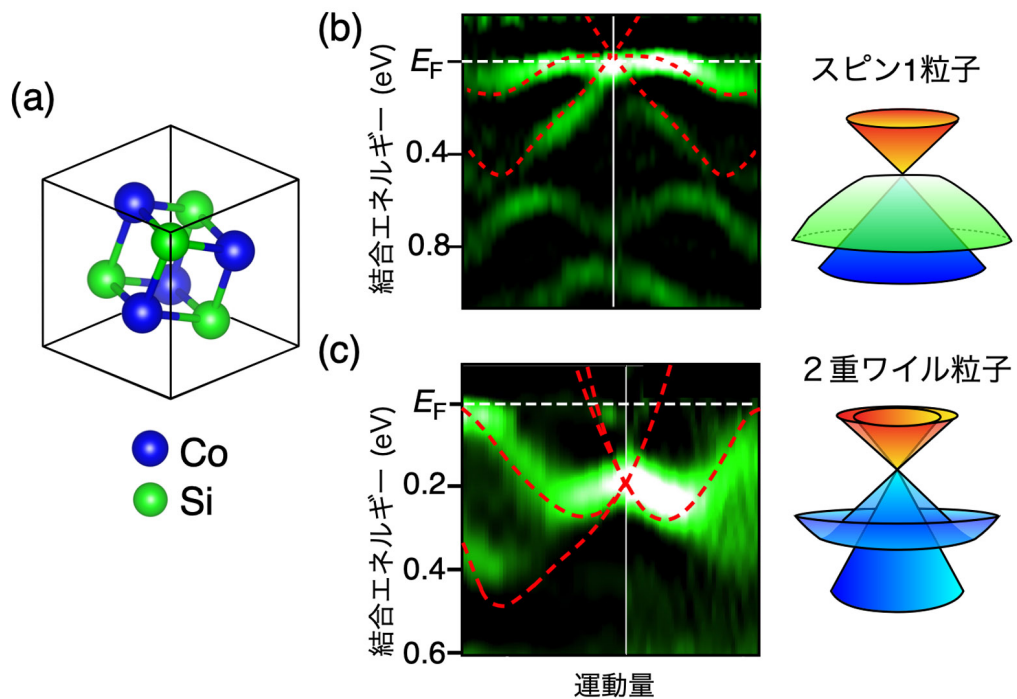 (a)
Co
Si
(b)
結合エネルギー (eV)
EF
0.4
0.8
スピン1粒子
(c)
結合エネルギー (eV)
EF
0.2
0.4
0.6
運動量
２重ワイル粒子